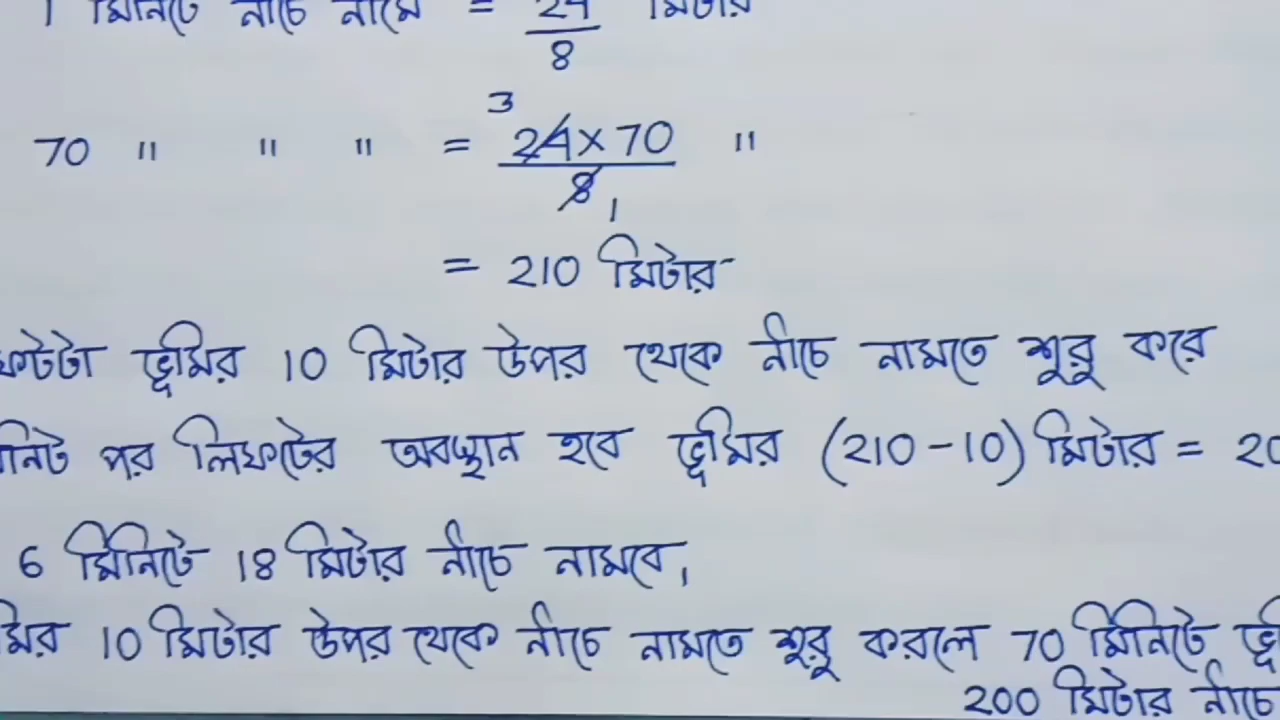 1 মিনিটে নীচে নামে = 24/8 মিটার
70 " " " = 3 24 × 70 / 8 1 "
= 210 মিটার
ফটটা ভূমির 10 মিটার উপর থেকে নীচে নামতে শুরু করে
নিট পর লিফটের অবস্থান হবে ভূমির (210 - 10) মিটার = 20
6 মিনিটে 18 মিটার নীচে নামবে,
মির 10 মিটার উপর থেকে নীচে নামতে শুরু করলে 70 মিনিটে ভূ
200 মিটার নীচে